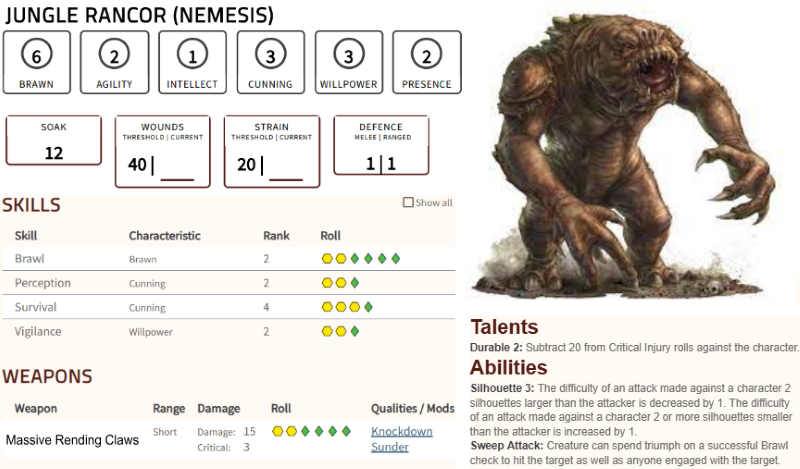 JUNGLE RANCOR (NEMESIS)
6 2 1 3 3 2
BRAWN AGILITY INTELLECT CUNNING WILLPOWER PRESENCE
SOAK WOUNDS STRAIN DEFENCE
THRESHOLD | CURRENT THRESHOLD | CURRENT MELEE | RANGED
12 40 | ___ 20 | ___ 1 | 1
SKILLS Show all
Skill Characteristic Rank Roll
Brawl Brawn 2
Perception Cunning 2
Survival Cunning 4
Vigilance Willpower 2
WEAPONS
Weapon Range Damage Roll Qualities / Mods
Massive Rending Claws Short Damage: 15 Knockdown
Critical: 3 Sunder
Talents
Durable 2: Subtract 20 from Critical Injury rolls against the character.
Abilities
Silhouette 3: The difficulty of an attack made against a character 2
silhouettes larger than the attacker is decreased by 1. The difficulty
of an attack made against a character 2 or more silhouettes smaller
than the attacker is increased by 1.
Sweep Attack: Creature can spend triumph on a successful Brawl
check to hit the target as well as anyone engaged with the target.